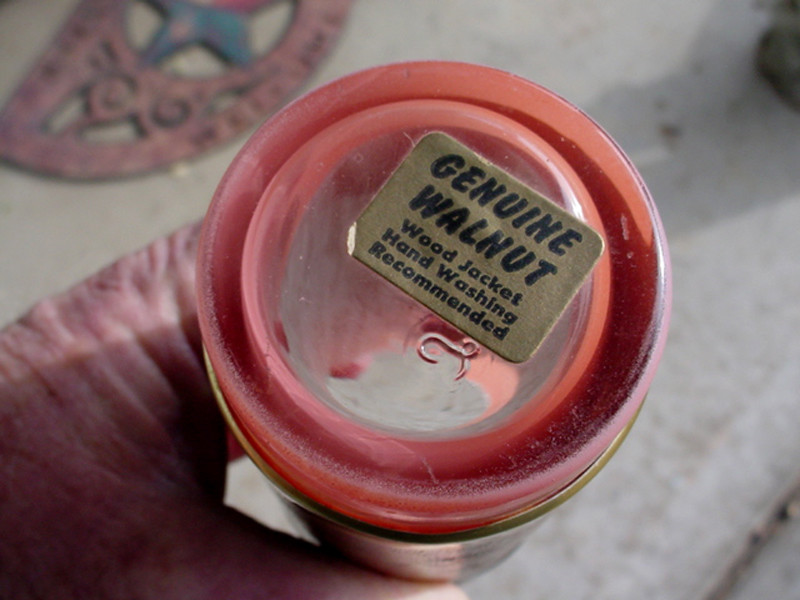 GENUINE
WALNUT
Wood Jacket
Hand Washing
Recommended